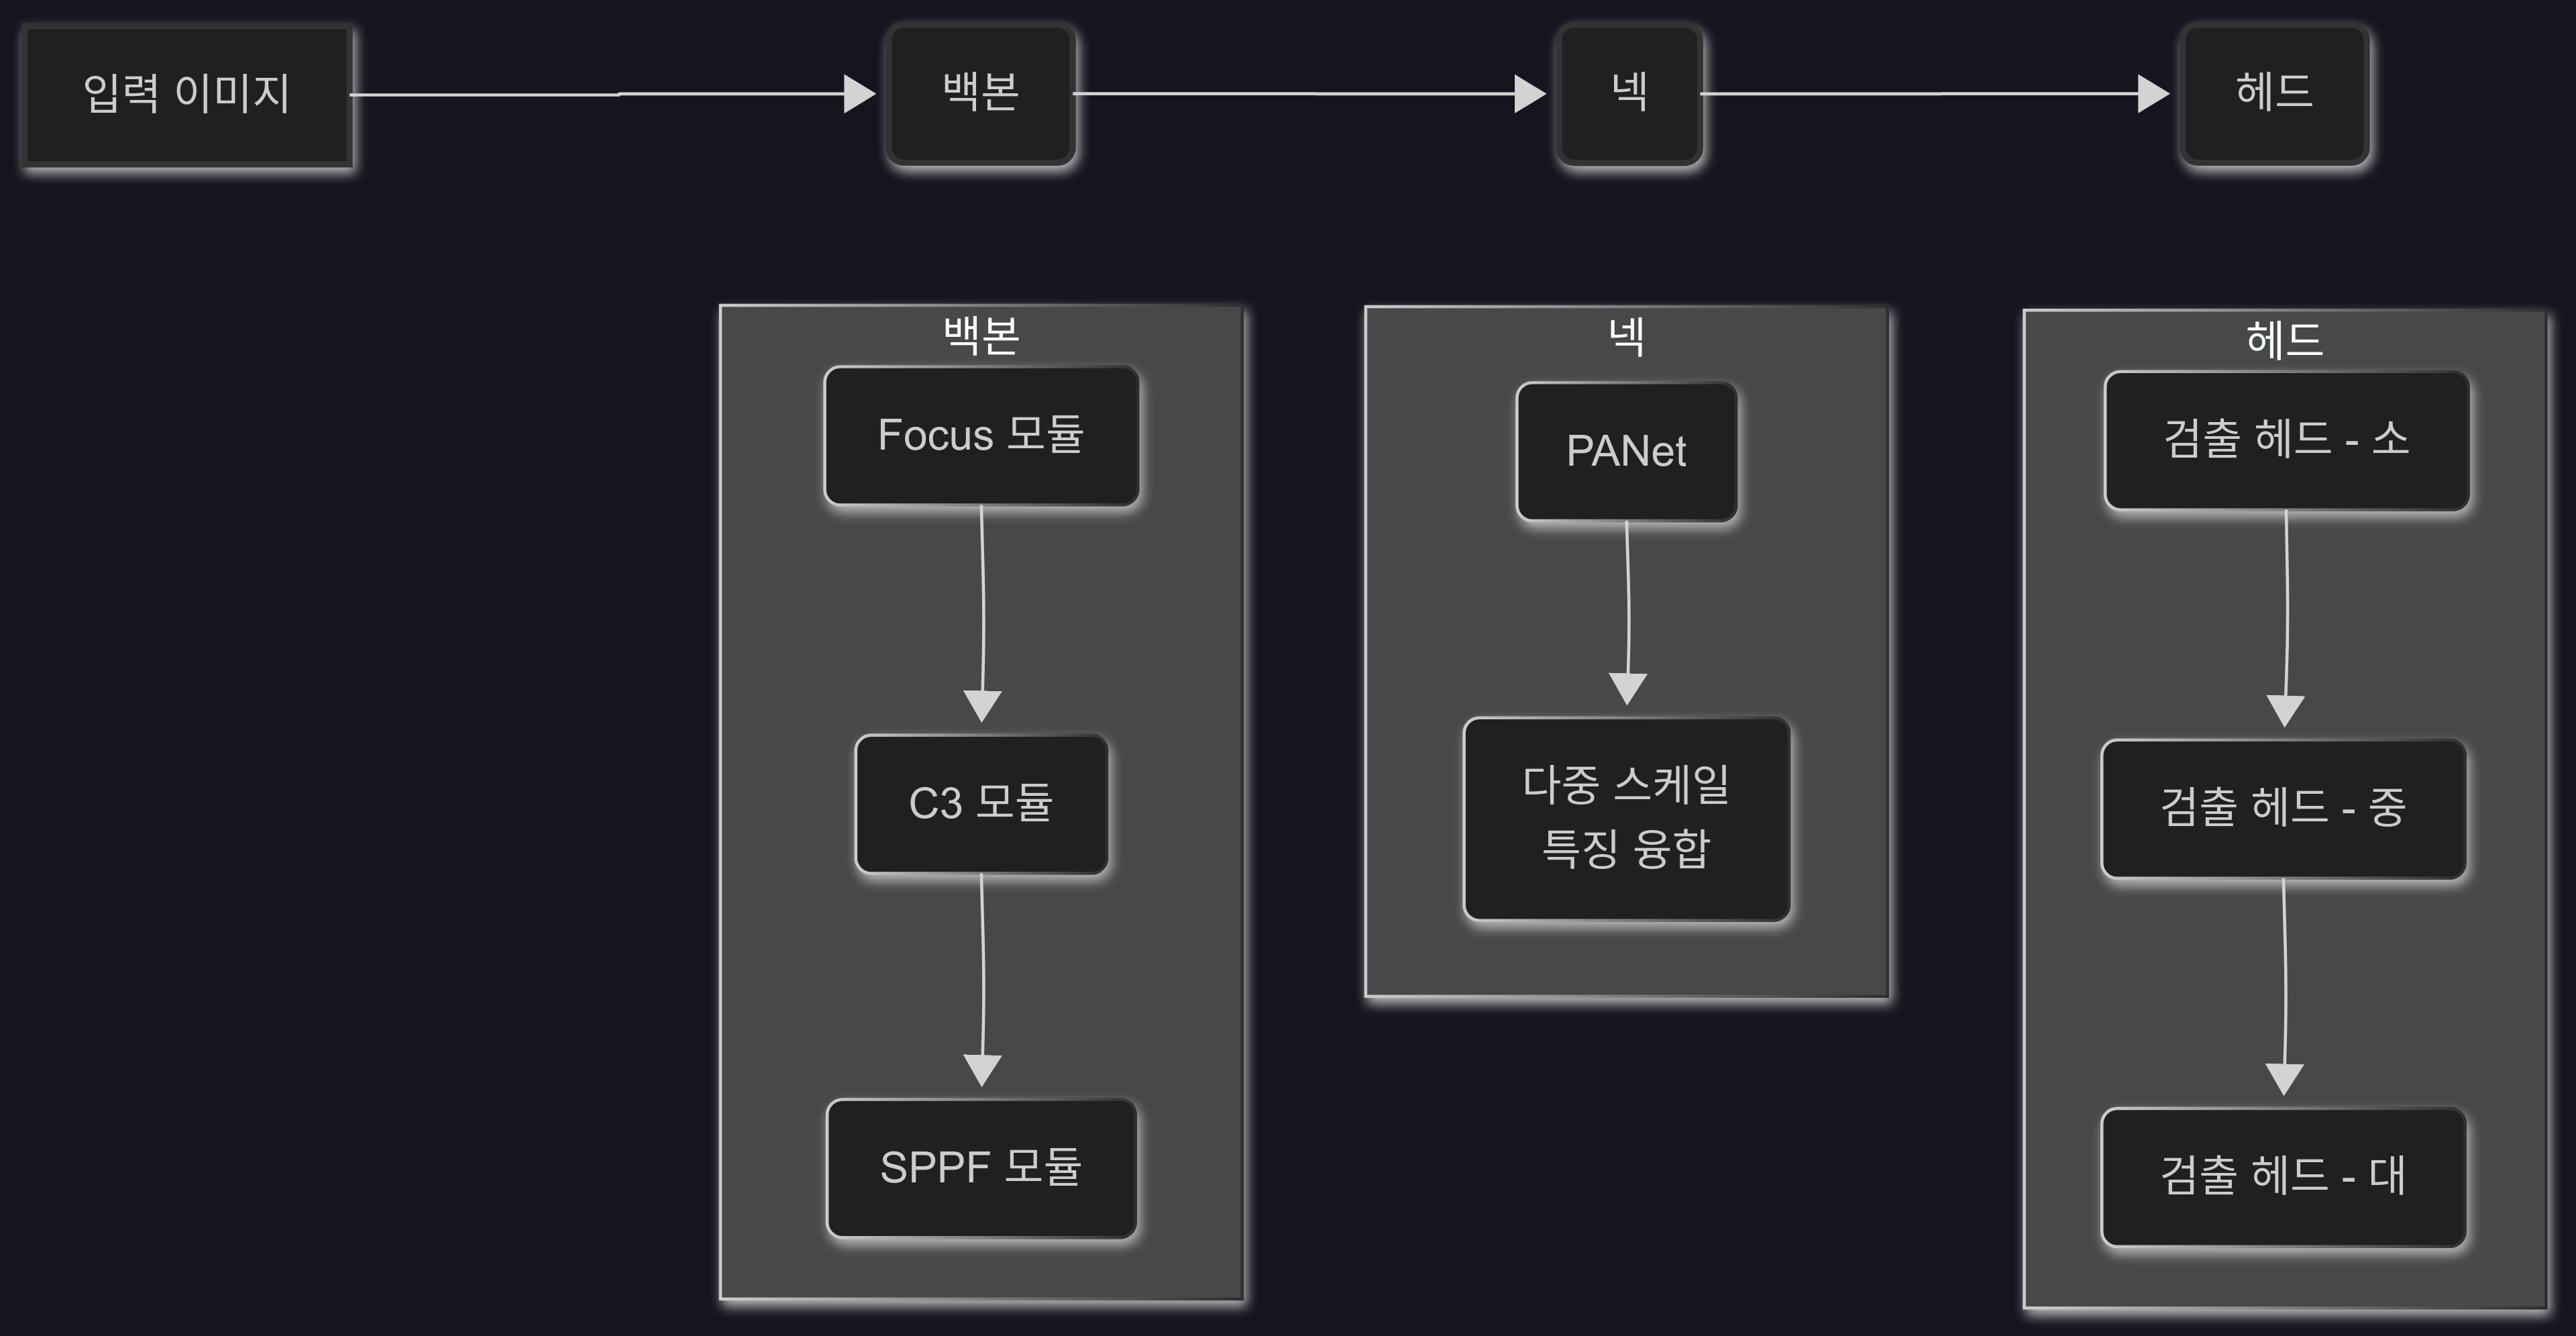 입력 이미지
백본
넥
헤드
백본
Focus 모듈
C3 모듈
SPPF 모듈
넥
PANet
다중 스케일
특징 융합
헤드
검출 헤드 - 소
검출 헤드 - 중
검출 헤드 - 대